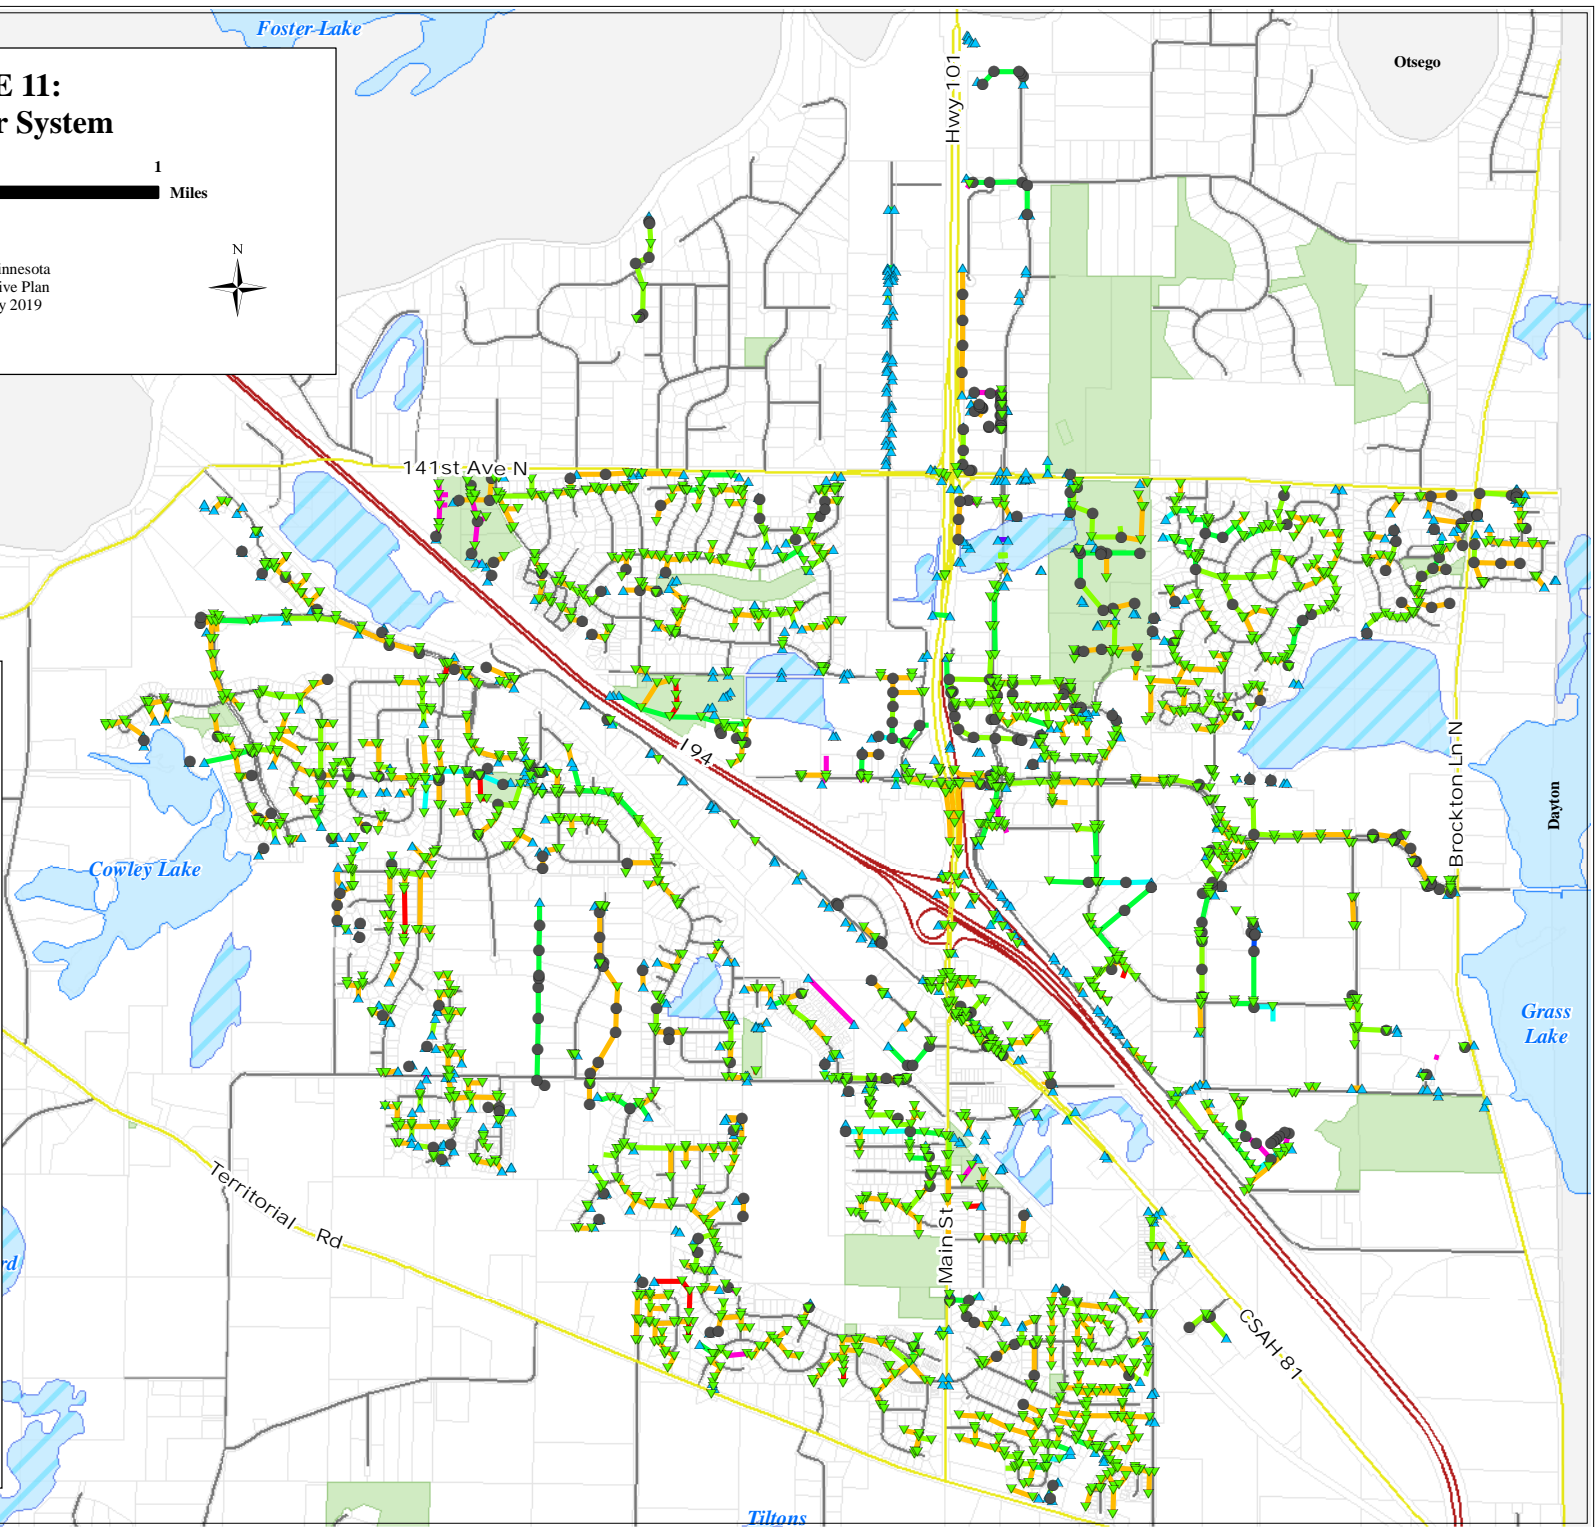 Foster Lake
E 11:
r System
1
Miles
N
innesota
ive Plan
y 2019
Otsego
Hwy 101
141st Ave N
I 94
Brockton Ln N
Dayton
Cowley Lake
Grass
Lake
Territorial Rd
Main St
rd
CSAH 81
Tiltons